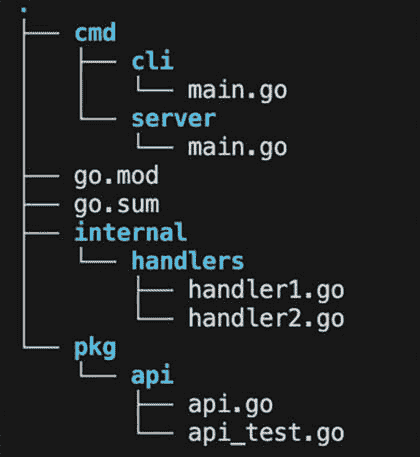 .
├── cmd
│   ├── cli
│   │   └── main.go
│   └── server
│       └── main.go
├── go.mod
├── go.sum
├── internal
│   └── handlers
│       ├── handler1.go
│       └── handler2.go
└── pkg
    └── api
        ├── api.go
        └── api_test.go